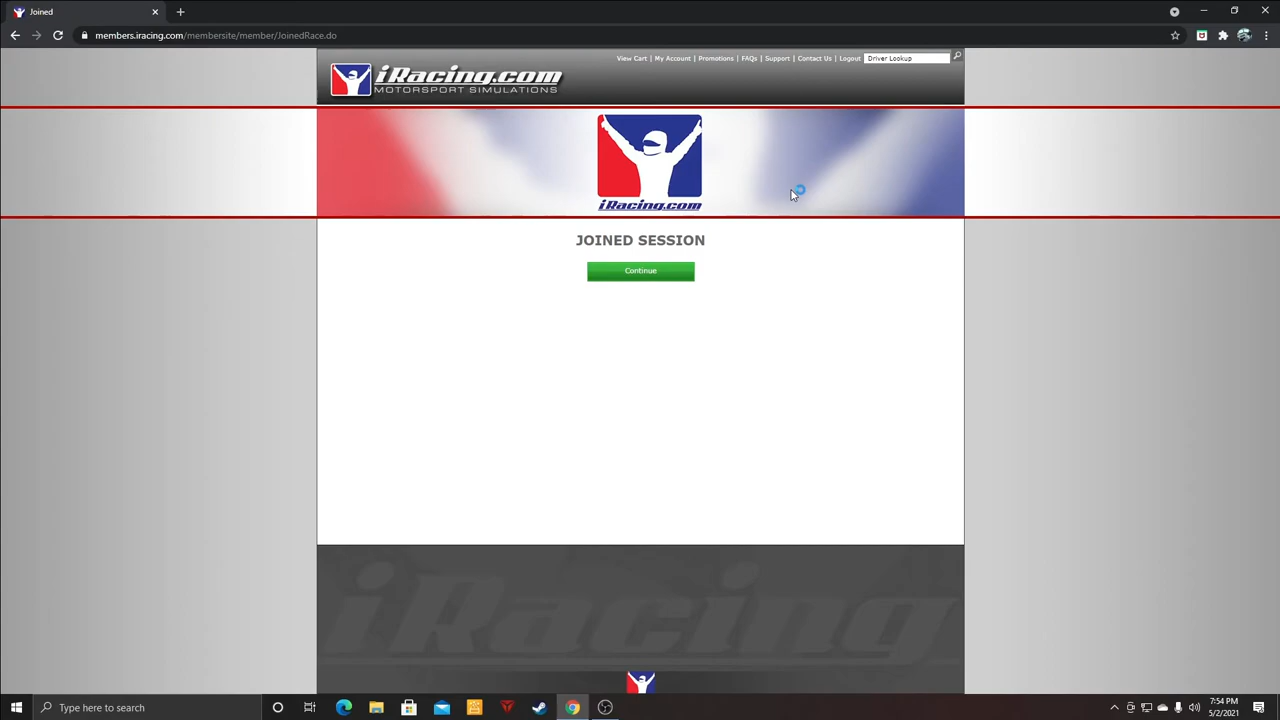 Joined
members.iracing.com/membersite/member/JoinedRace.do
View Cart | My Account | Promotions | FAQs | Support | Contact Us | Logout
Driver Lookup
iRacing.com
MOTORSPORT SIMULATIONS
iRacing.com
JOINED SESSION
Continue
iRacing
Type here to search
7:54 PM
5/2/2021